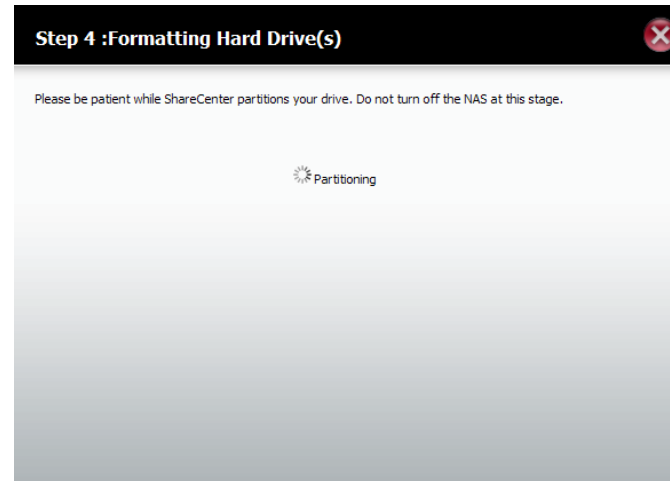 Step 4 :Formatting Hard Drive(s)
Please be patient while ShareCenter partitions your drive. Do not turn off the NAS at this stage.
Partitioning